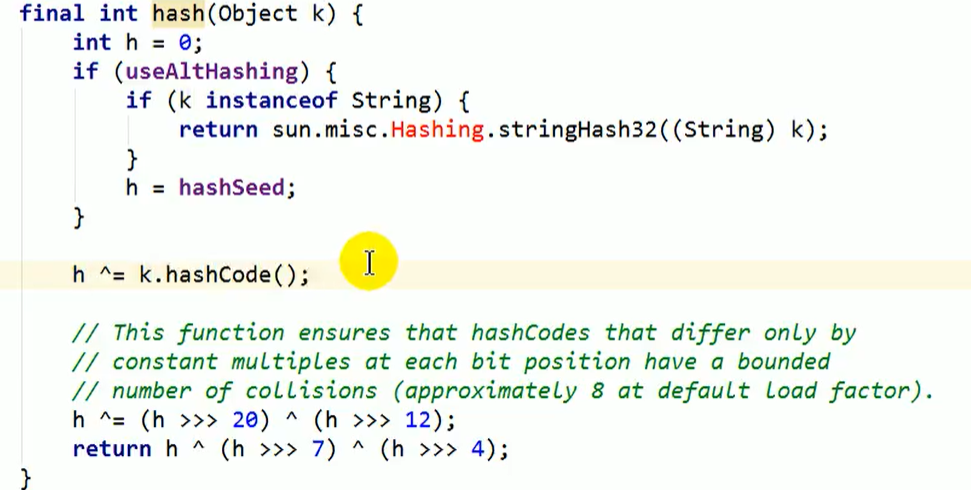 final int hash(Object k) {
int h = 0;
if (useAltHashing) {
if (k instanceof String) {
return sun.misc.Hashing.stringHash32((String) k);
}
h = hashSeed;
}
h ^= k.hashCode();
// This function ensures that hashCodes that differ only by
// constant multiples at each bit position have a bounded
// number of collisions (approximately 8 at default load factor).
h ^= (h >>> 20) ^ (h >>> 12);
return h ^ (h >>> 7) ^ (h >>> 4);
}